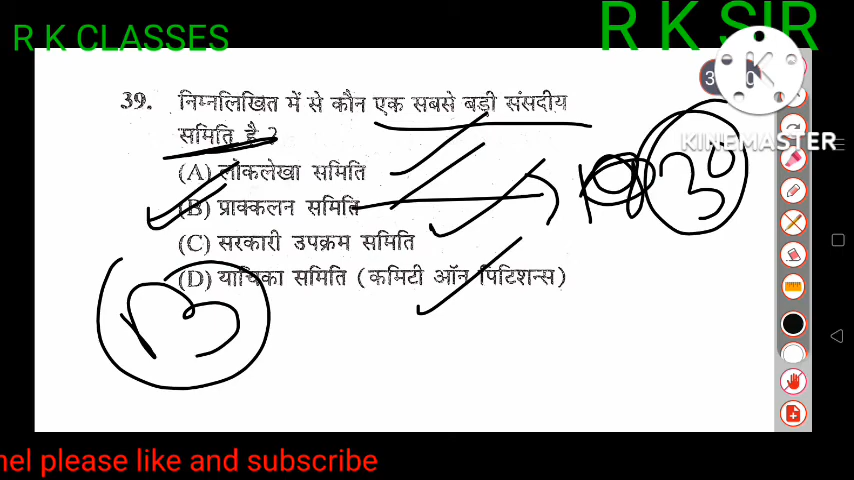 R K CLASSES
R K SIR
KINEMASTER
39. निम्नलिखित में से कौन एक सबसे बड़ी संसदीय
समिति है ?
(A) लोकलेखा समिति
(B) प्राक्कलन समिति
(C) सरकारी उपक्रम समिति
(D) याचिका समिति (कमिटी ऑन पिटिशन्स)
30
B
nel please like and subscribe